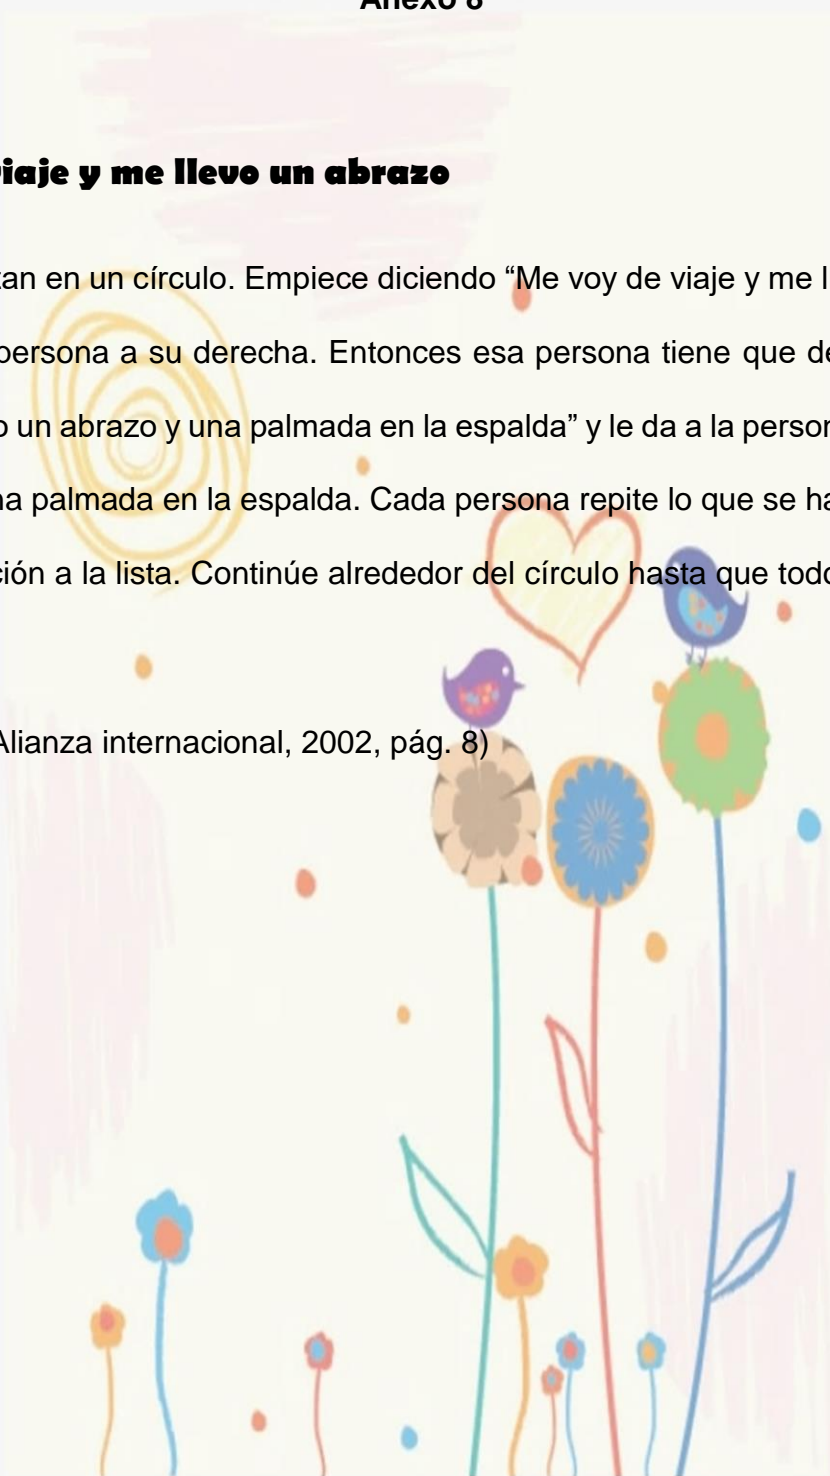 Anexo 8
viaje y me llevo un abrazo
tan en un círculo. Empiece diciendo “Me voy de viaje y me l
persona a su derecha. Entonces esa persona tiene que de
o un abrazo y una palmada en la espalda” y le da a la person
na palmada en la espalda. Cada persona repite lo que se ha
ción a la lista. Continúe alrededor del círculo hasta que todo
Alianza internacional, 2002, pág. 8)